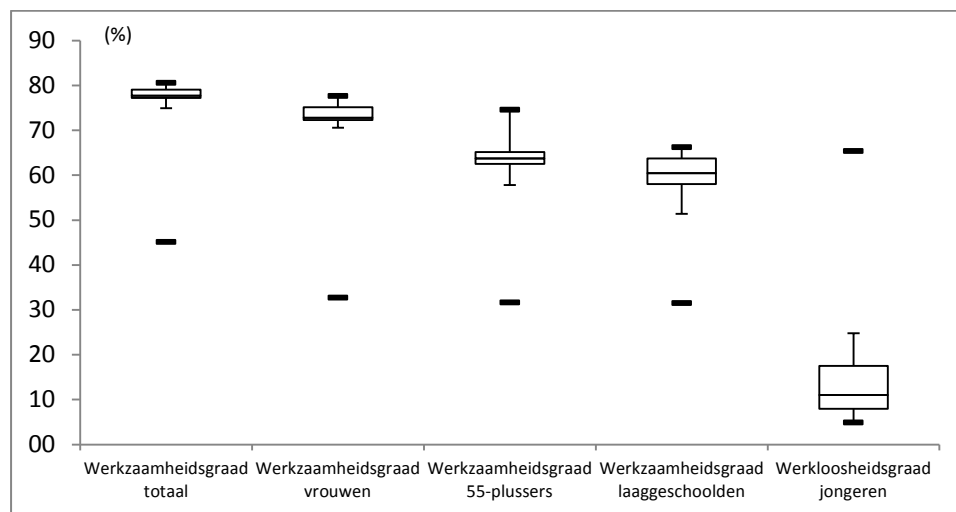 (%)
90
80
70
60
50
40
30
20
10
00
Werkzaamheidsgraad totaal
Werkzaamheidsgraad vrouwen
Werkzaamheidsgraad 55-plussers
Werkzaamheidsgraad laaggeschoolden
Werkloosheidsgraad jongeren